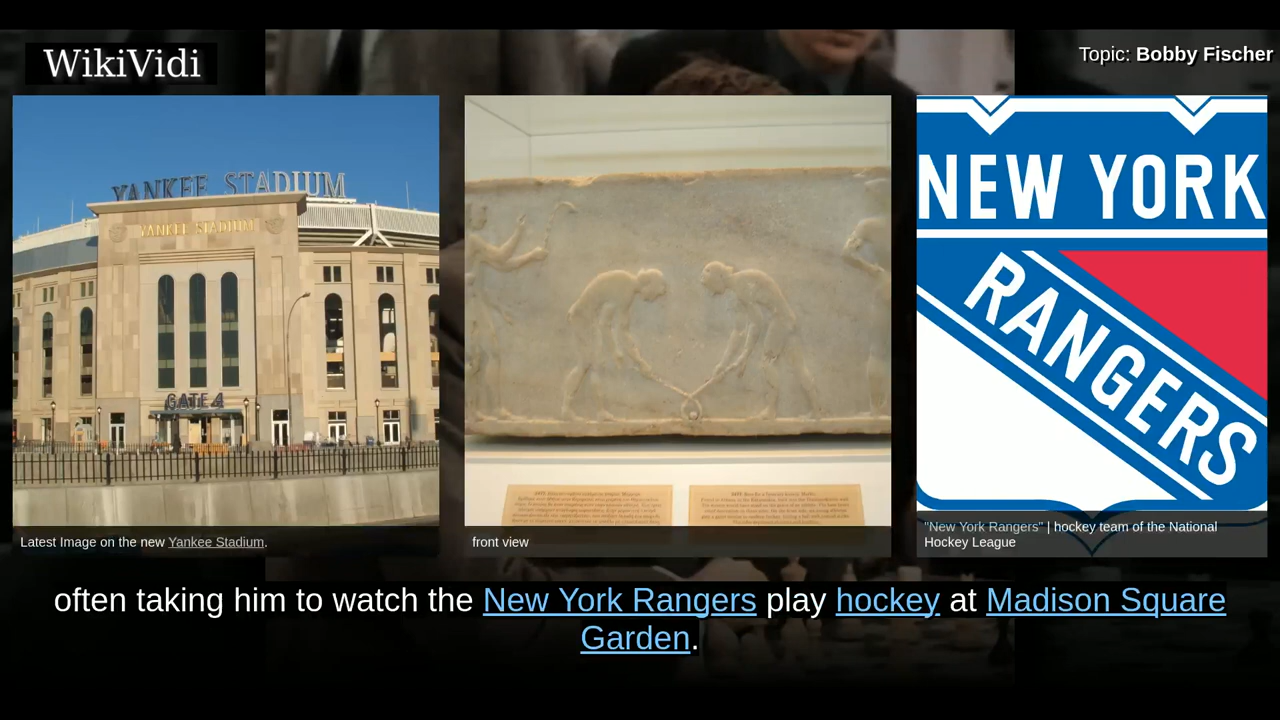 WikiVidi
Topic: Bobby Fischer
YANKEE STADIUM
YANKEE STADIUM
GATE 4
NEW YORK
RANGERS
Latest Image on the new Yankee Stadium.
front view
"New York Rangers" | hockey team of the National
Hockey League
often taking him to watch the New York Rangers play hockey at Madison Square
Garden.